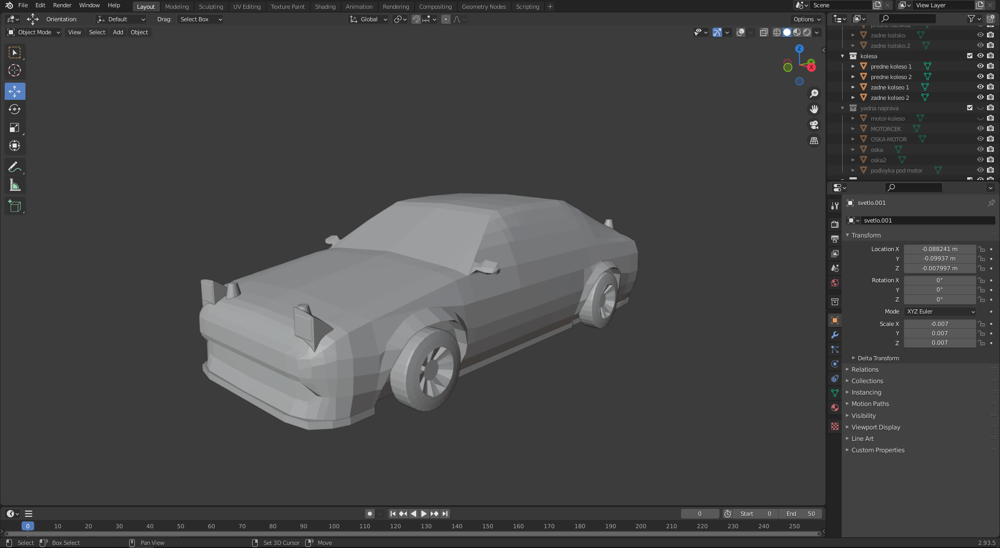 File Edit Render Window Help Layout Modeling Sculpting UV Editing Texture Paint Shading Animation Rendering Compositing Geometry Nodes Scripting + Scene View Layer
Orientation: Default Drag: Select Box Global Options
Object Mode View Select Add Object
predne lozisko2
zadne lozisko
zadne lozisko.2
kolesa
predne koleso 1
predne koleso 2
zadne kolseo 1
zadne kolseo 2
yadna naprava
motor-koleso
MOTORCEK
OSKA-MOTOR
oska
oska2
podloyka pod motor
Z
Y
X
svetlo.001
svetlo.001
Transform
Location X -0.088241 m
Y -0.09937 m
Z -0.007997 m
Rotation X 0°
Y 0°
Z 0°
Mode XYZ Euler
Scale X -0.007
Y 0.007
Z 0.007
Delta Transform
Relations
Collections
Instancing
Motion Paths
Visibility
Viewport Display
Line Art
Custom Properties
0 Start 0 End 50
0 10 20 30 40 50 60 70 80 90 100 110 120 130 140 150 160 170 180 190 200 210 220 230 240 250
Select Box Select Pan View Set 3D Cursor Move 2.93.5